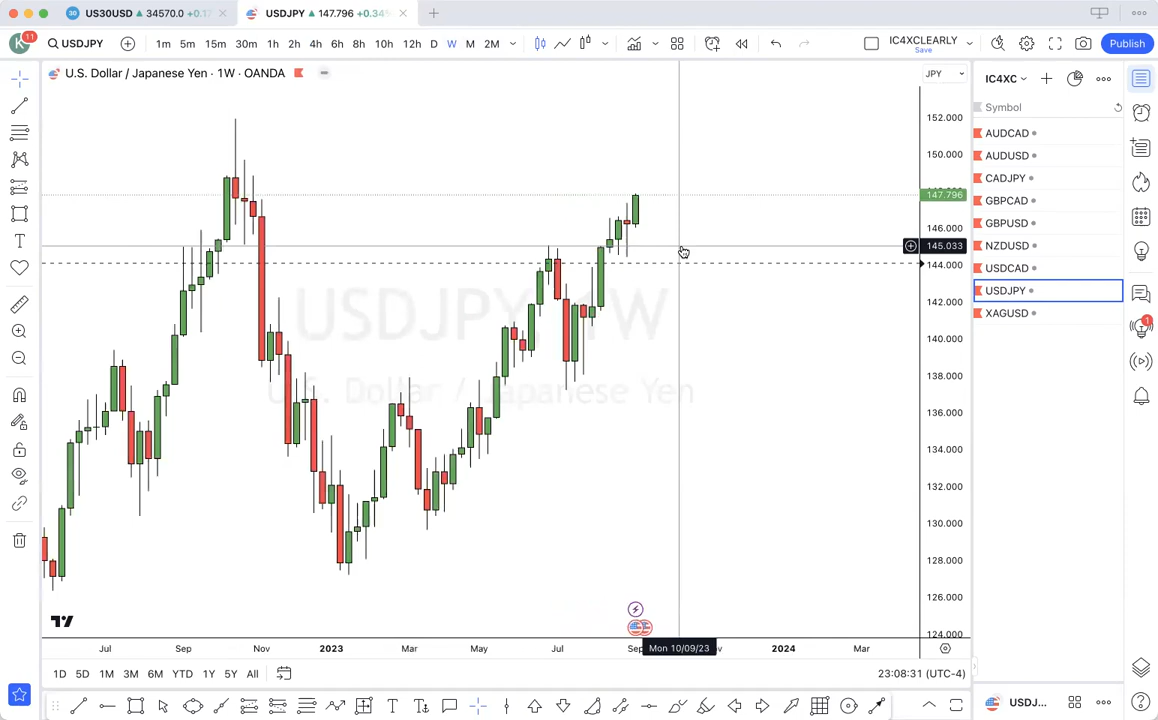 US30USD ▲ 34570.0 +0.1
USDJPY ▲ 147.796 +0.34%
K 11 USDJPY 1m 5m 15m 30m 1h 2h 4h 6h 8h 10h 12h D W M 2M IC4XCLEARLY Save Publish
U.S. Dollar / Japanese Yen · 1W · OANDA
JPY
IC4XC
Symbol
AUDCAD
AUDUSD
CADJPY
GBPCAD
GBPUSD
NZDUSD
USDCAD
USDJPY
XAGUSD
152.000
150.000
147.796
146.000
145.033
144.000
142.000
140.000
138.000
136.000
134.000
132.000
130.000
128.000
126.000
124.000
USDJPY, 1W
U.S. Dollar / Japanese Yen
1
Jul Sep Nov 2023 Mar May Jul Sep Mon 10/09/23 2024 Mar
1D 5D 1M 3M 6M YTD 1Y 5Y All 23:08:31 (UTC-4)
USDJ...